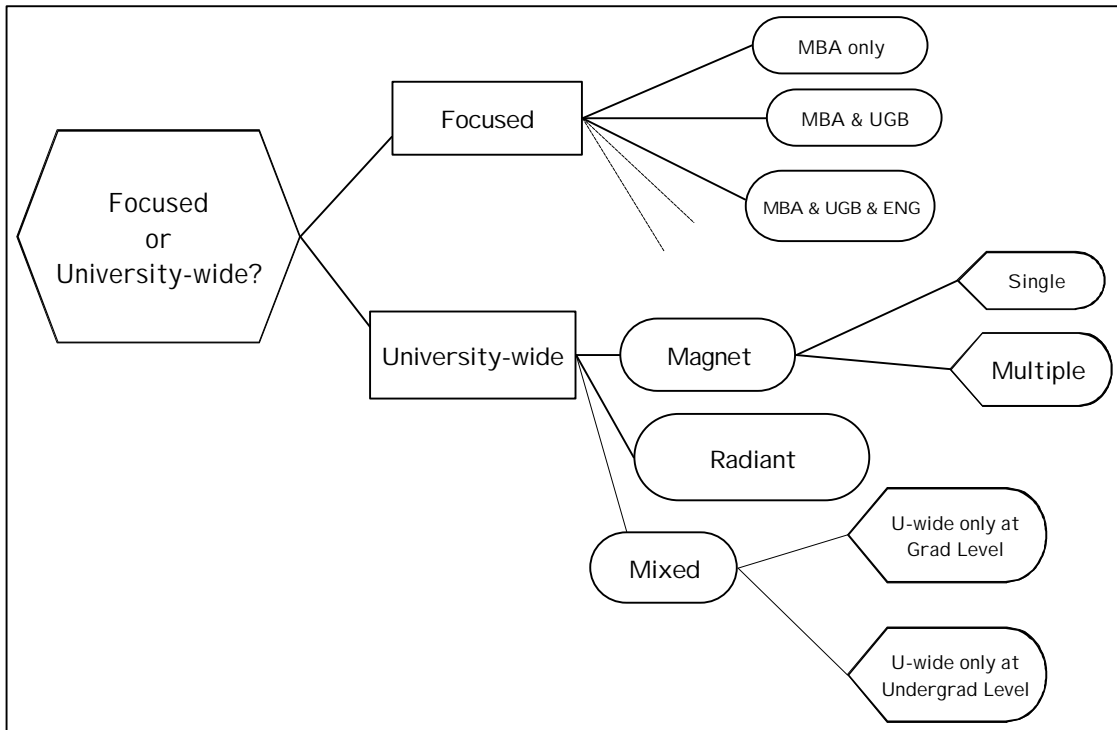 MBA only
Focused
MBA & UGB
MBA & UGB & ENG
Focused
or
University-wide?
Single
University-wide
Magnet
Multiple
Radiant
U-wide only at
Grad Level
Mixed
U-wide only at
Undergrad Level